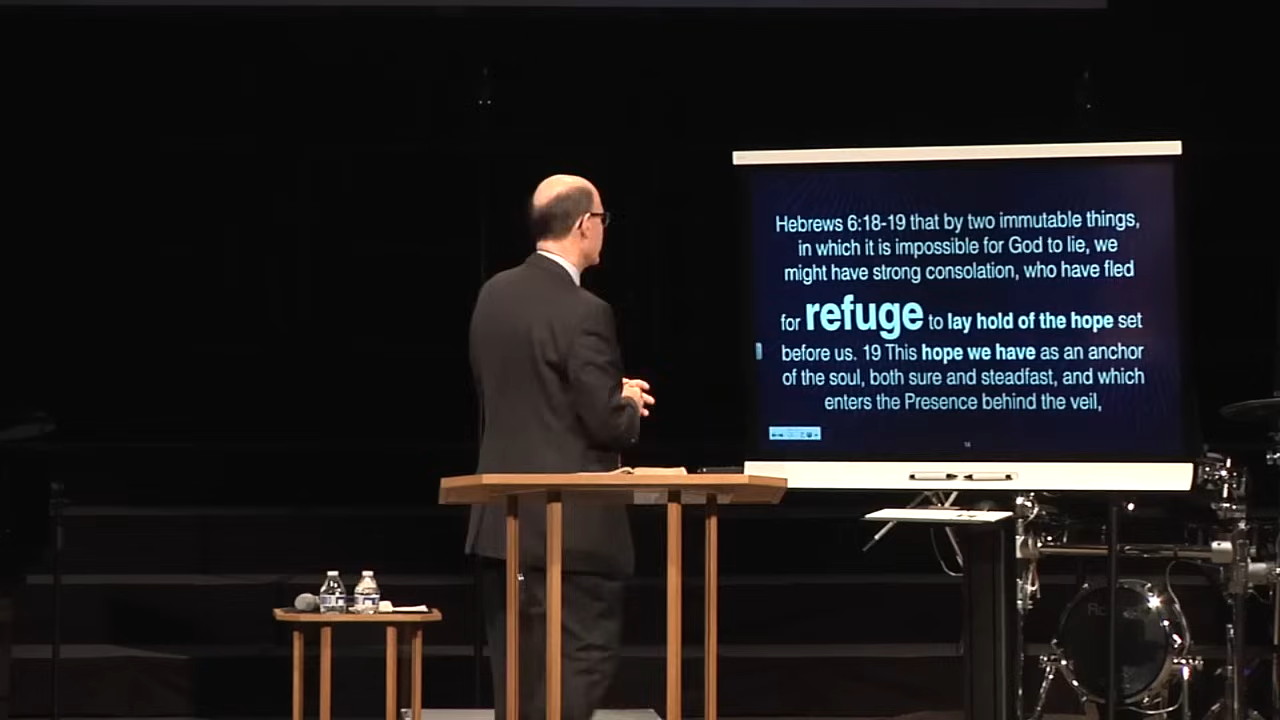 Hebrews 6:18-19 that by two immutable things,
in which it is impossible for God to lie, we
might have strong consolation, who have fled
for refuge to lay hold of the hope set
before us. 19 This hope we have as an anchor
of the soul, both sure and steadfast, and which
enters the Presence behind the veil,